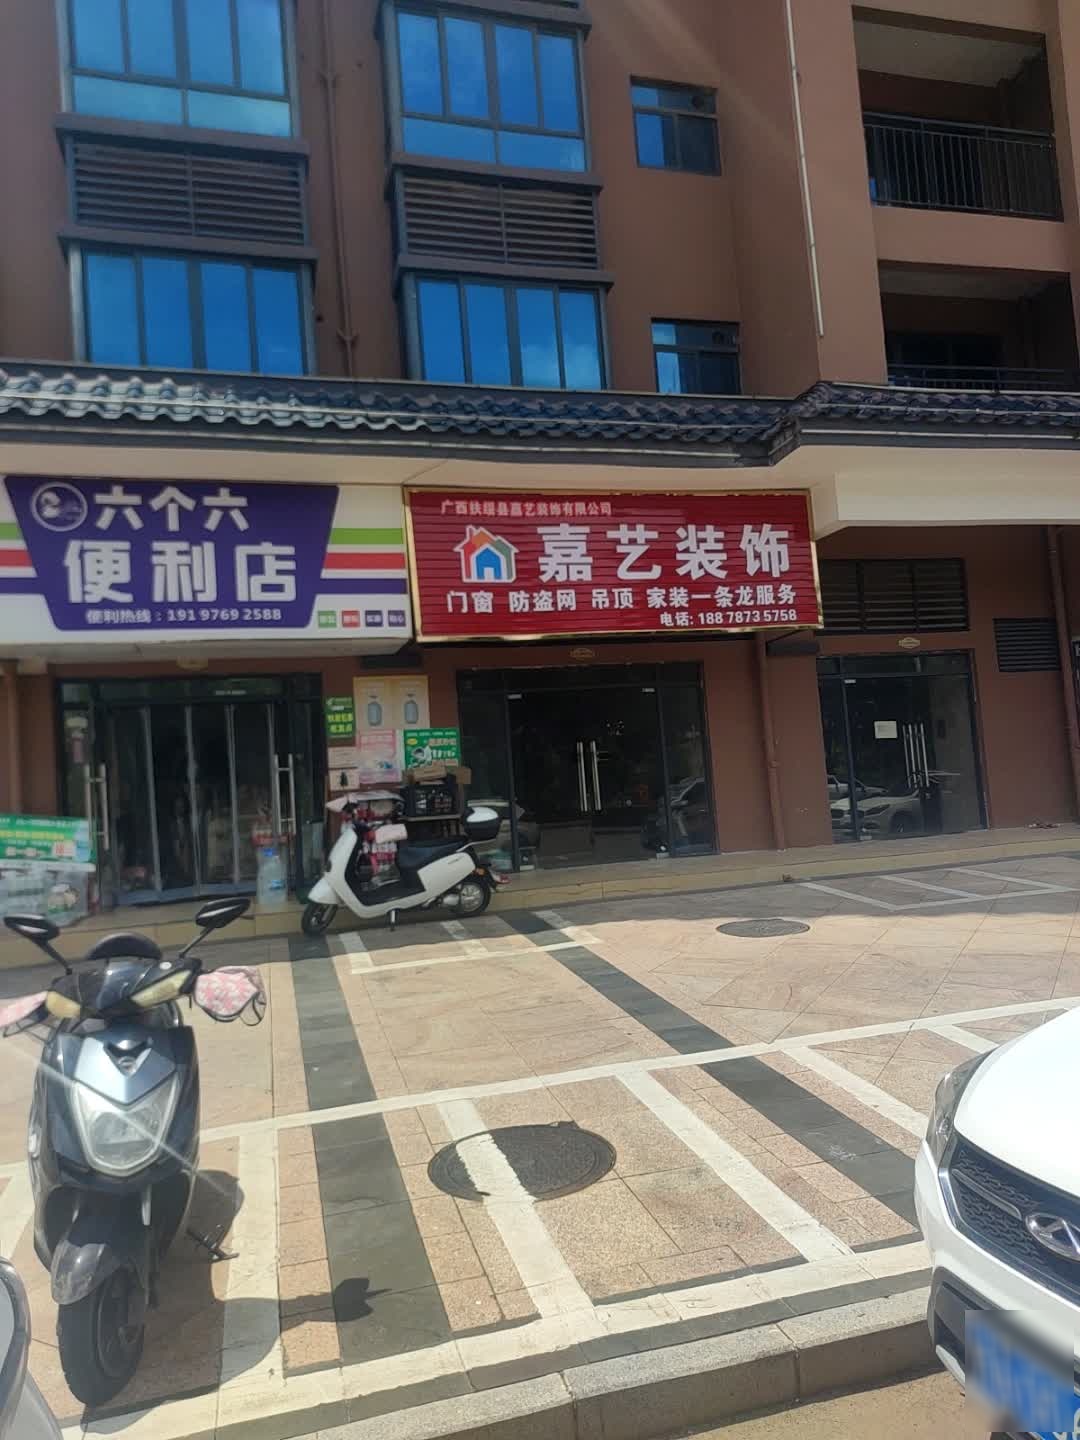 六个六
便利店
便利热线：191 9769 2588
广西扶瑞县嘉艺装饰有限公司
嘉艺装饰
门窗 防盗网 吊顶 家装一条龙服务
电话: 188 7873 5758